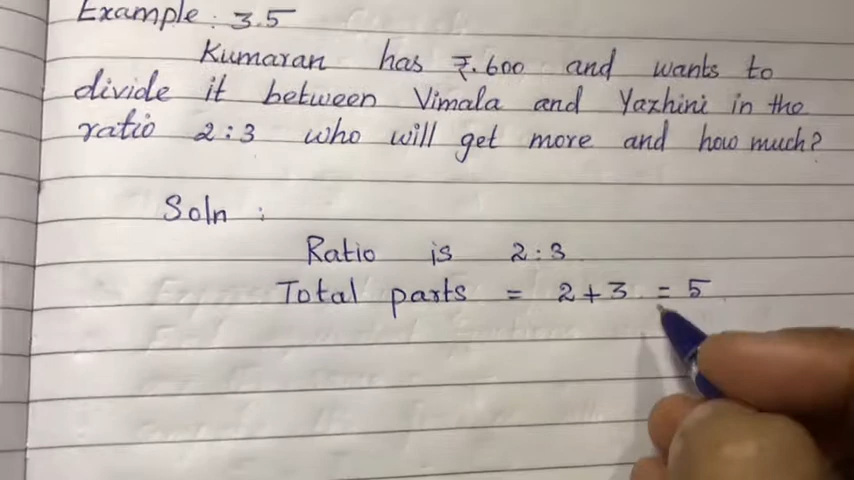 Example : 3.5
Kumaran has ₹.600 and wants to
divide it between Vimala and Yazhini in the
ratio 2:3 who will get more and how much?
Soln :
Ratio is 2:3
Total parts = 2+3 = 5